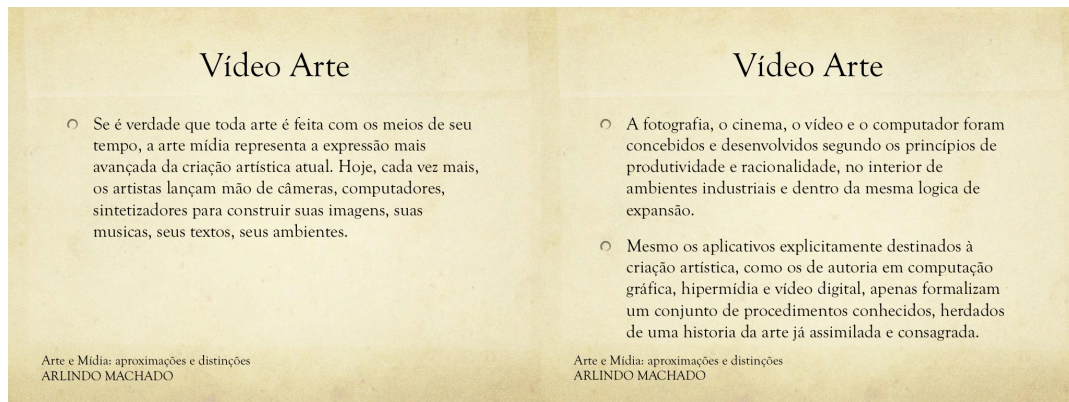 Vídeo Arte
Se é verdade que toda arte é feita com os meios de seu
tempo, a arte mídia representa a expressão mais
avançada da criação artística atual. Hoje, cada vez mais,
os artistas lançam mão de câmeras, computadores,
sintetizadores para construir suas imagens, suas
musicas, seus textos, seus ambientes.
Arte e Mídia: aproximações e distinções
ARLINDO MACHADO
Vídeo Arte
A fotografia, o cinema, o vídeo e o computador foram
concebidos e desenvolvidos segundo os princípios de
produtividade e racionalidade, no interior de
ambientes industriais e dentro da mesma logica de
expansão.
Mesmo os aplicativos explicitamente destinados à
criação artística, como os de autoria em computação
gráfica, hipermídia e vídeo digital, apenas formalizam
um conjunto de procedimentos conhecidos, herdados
de uma historia da arte já assimilada e consagrada.
Arte e Mídia: aproximações e distinções
ARLINDO MACHADO